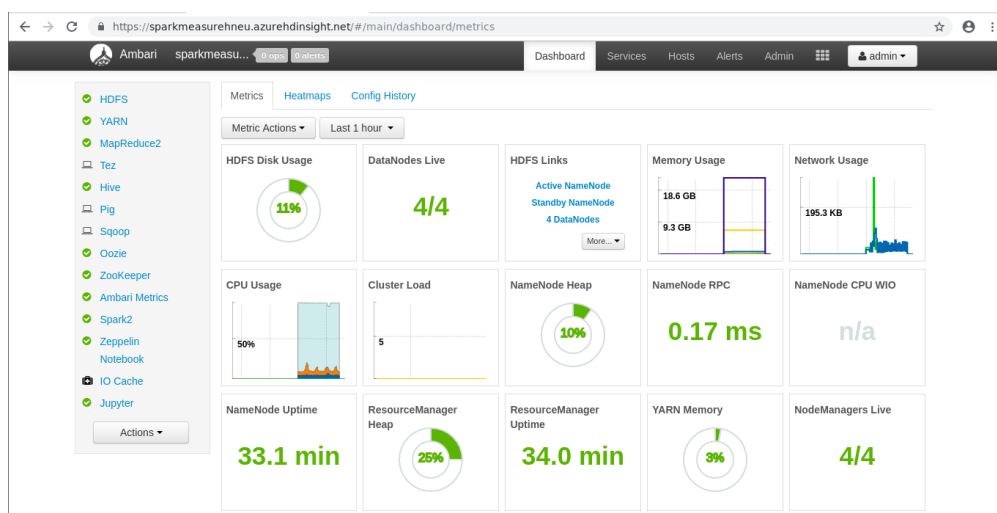 https://sparkmeasurehneu.azurehdinsight.net/#/main/dashboard/metrics
Ambari sparkmeasu... 0 ops 0 alerts Dashboard Services Hosts Alerts Admin admin
HDFS
YARN
MapReduce2
Tez
Hive
Pig
Sqoop
Oozie
ZooKeeper
Ambari Metrics
Spark2
Zeppelin
Notebook
IO Cache
Jupyter
Actions
Metrics Heatmaps Config History
Metric Actions Last 1 hour
HDFS Disk Usage
11%
DataNodes Live
4/4
HDFS Links
Active NameNode
Standby NameNode
4 DataNodes
More...
Memory Usage
18.6 GB
9.3 GB
Network Usage
195.3 KB
CPU Usage
50%
Cluster Load
5
NameNode Heap
10%
NameNode RPC
0.17 ms
NameNode CPU WIO
n/a
NameNode Uptime
33.1 min
ResourceManager
Heap
25%
ResourceManager
Uptime
34.0 min
YARN Memory
3%
NodeManagers Live
4/4